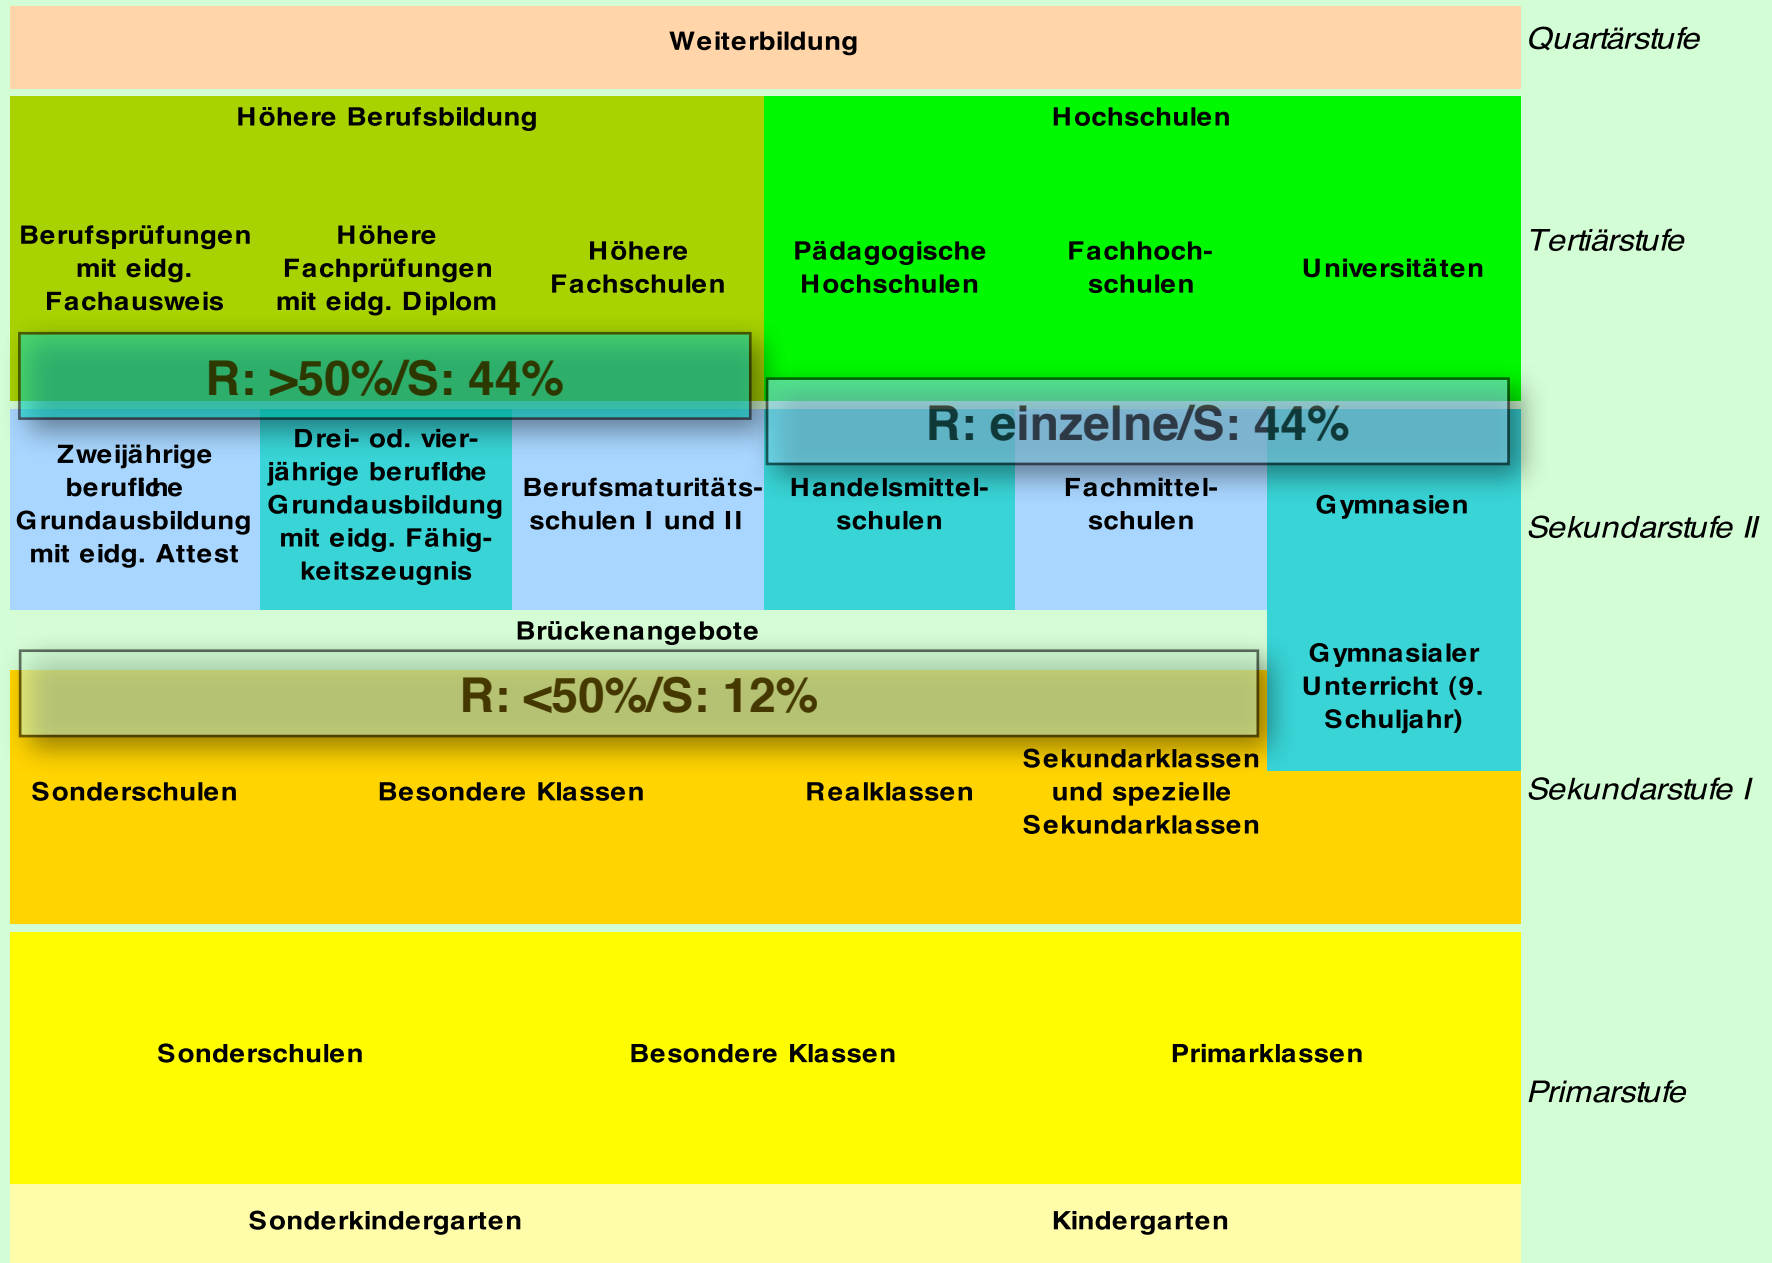 Weiterbildung
Quartärstufe
Höhere Berufsbildung
Hochschulen
Berufsprüfungen
mit eidg.
Fachausweis
Höhere
Fachprüfungen
mit eidg. Diplom
Höhere
Fachschulen
Pädagogische
Hochschulen
Fachhoch-
schulen
Universitäten
Tertiärstufe
R: >50%/S: 44%
R: einzelne/S: 44%
Zweijährige
berufliche
Grundausbildung
mit eidg. Attest
Drei- od. vier-
jährige berufliche
Grundausbildung
mit eidg. Fähig-
keitszeugnis
Berufsmaturitäts-
schulen I und II
Handelsmittel-
schulen
Fachmittel-
schulen
Gymnasien
Sekundarstufe II
Brückenangebote
Gymnasialer
Unterricht (9.
Schuljahr)
R: <50%/S: 12%
Sonderschulen
Besondere Klassen
Realklassen
Sekundarklassen
und spezielle
Sekundarklassen
Sekundarstufe I
Sonderschulen
Besondere Klassen
Primarklassen
Primarstufe
Sonderkindergarten
Kindergarten